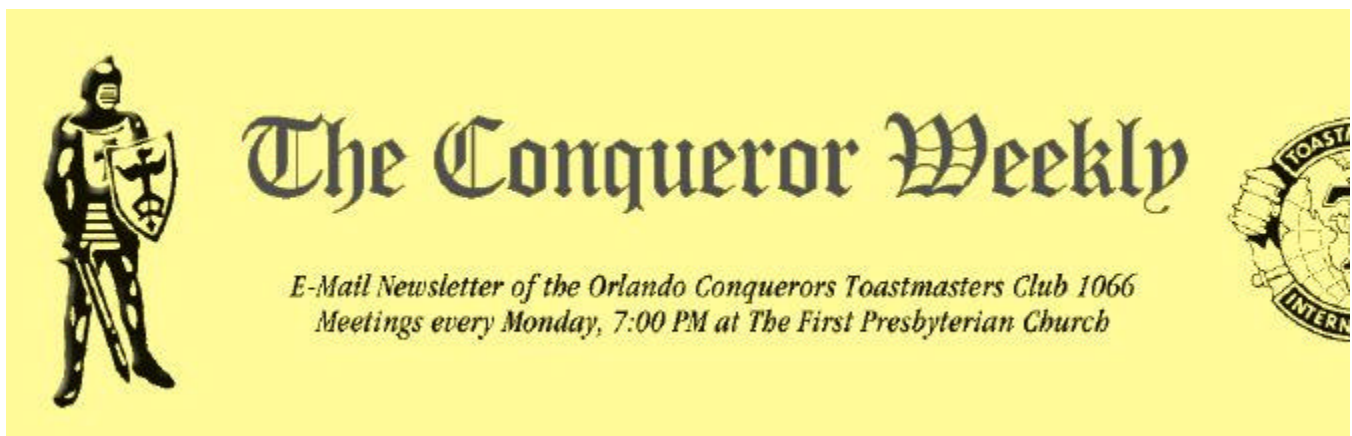 The Conqueror Weekly
E-Mail Newsletter of the Orlando Conquerors Toastmasters Club 1066
Meetings every Monday, 7:00 PM at The First Presbyterian Church